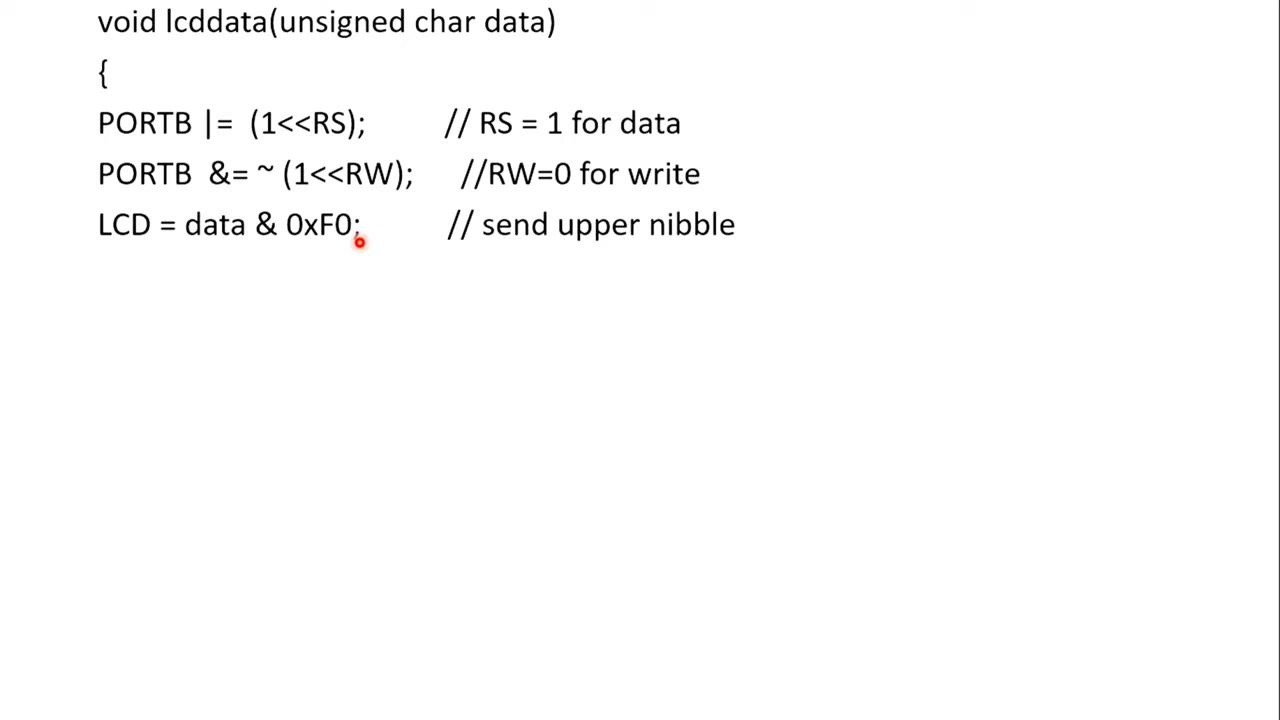 void lcddata(unsigned char data)
{
PORTB |= (1<<RS); // RS = 1 for data
PORTB &= ~ (1<<RW); //RW=0 for write
LCD = data & 0xF0; // send upper nibble